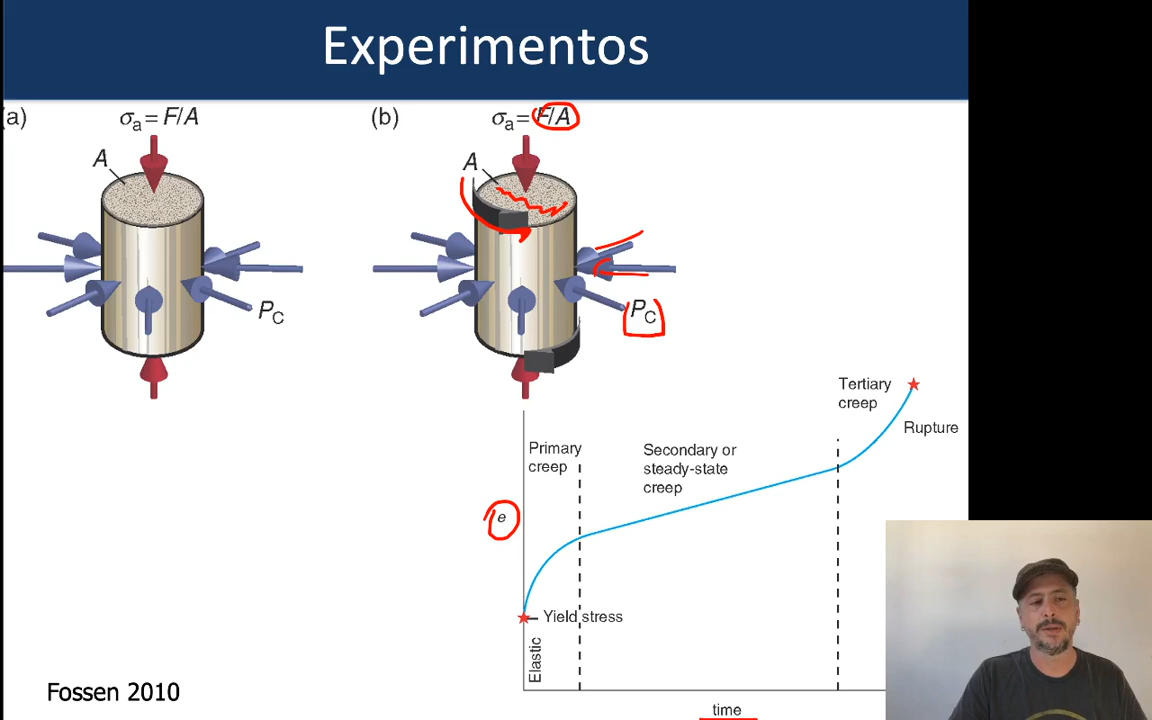 Experimentos
(a)
σa = F/A
(b)
σa = F/A
A
A
PC
PC
Tertiary
creep
Rupture
Primary
creep
Secondary or
steady-state
creep
e
Yield stress
Elastic
Fossen 2010
time